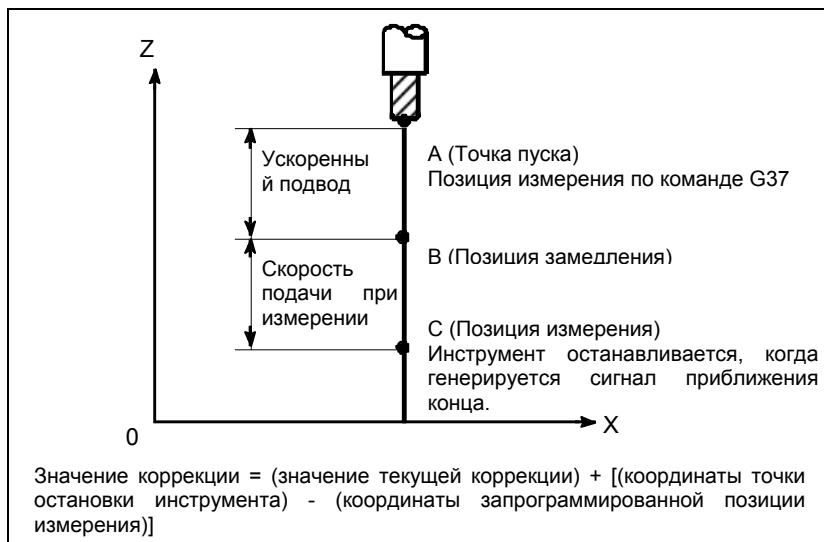 Z
Ускоренны
й подвод
A (Точка пуска)
Позиция измерения по команде G37
B (Позиция замедления)
Скорость
подачи при
измерении
C (Позиция измерения)
Инструмент останавливается, когда
генерируется сигнал приближения
конца.
0
X
Значение коррекции = (значение текущей коррекции) + [(координаты точки
остановки инструмента) - (координаты запрограммированной позиции
измерения)]